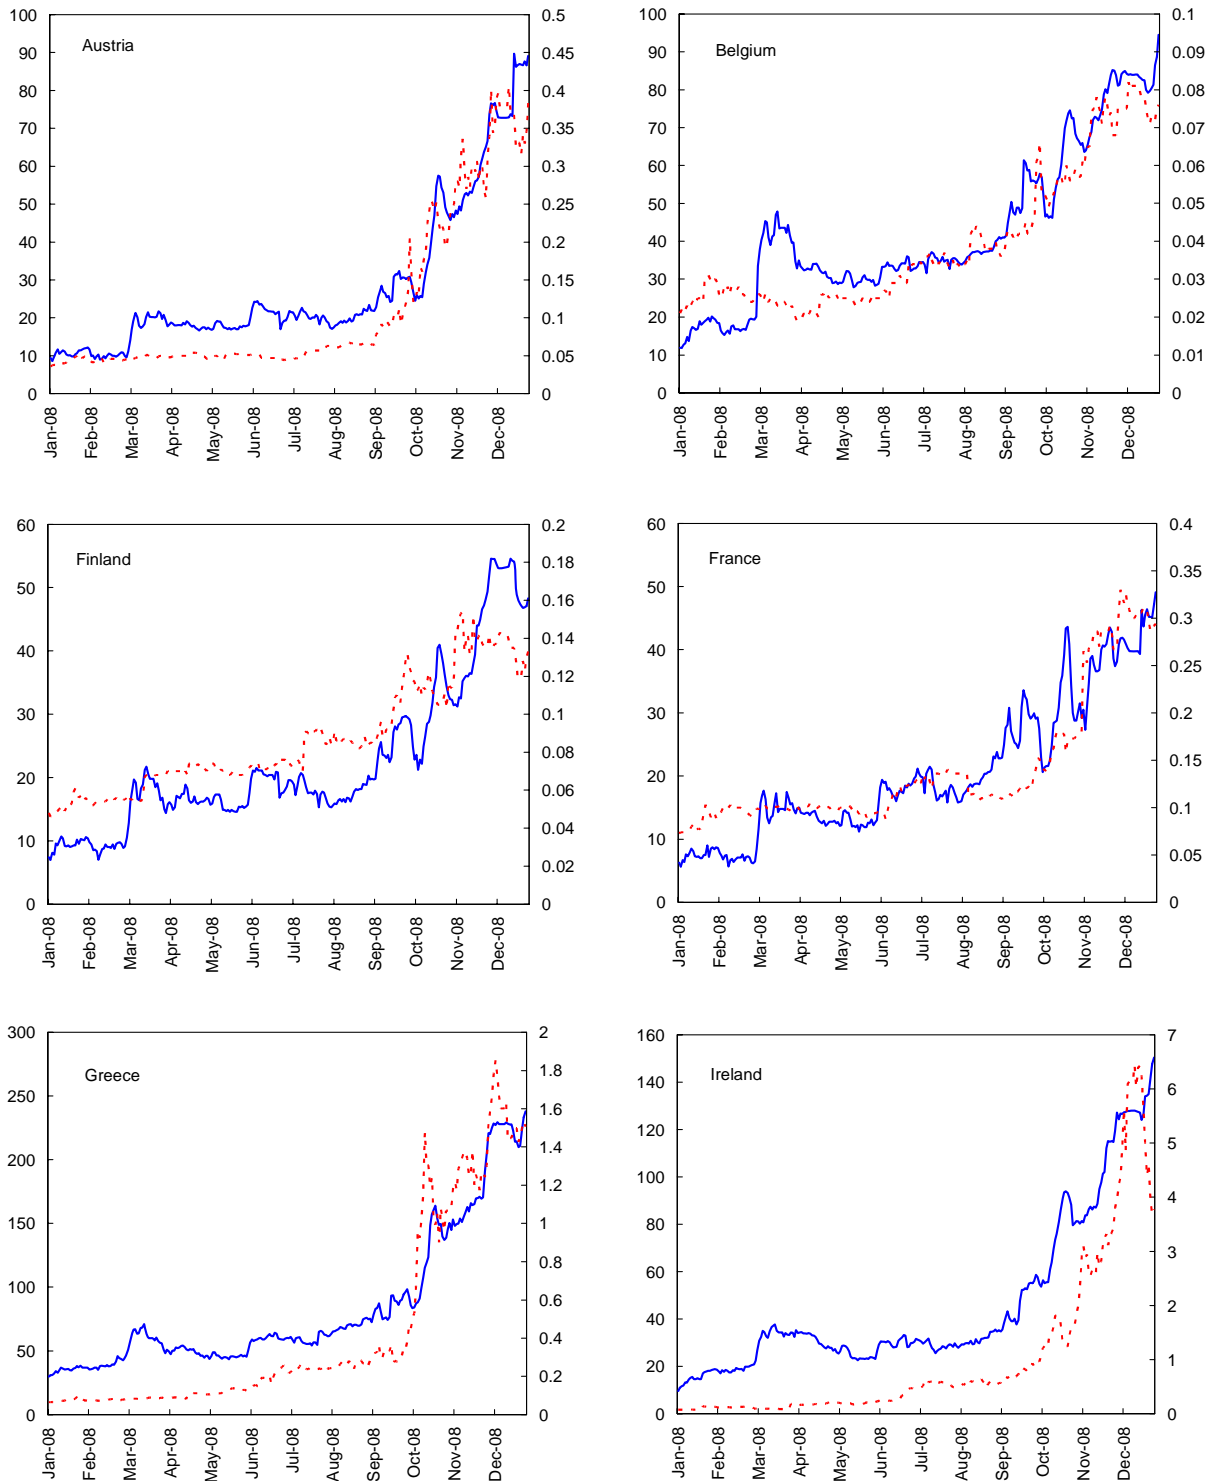 Austria
100
90
80
70
60
50
40
30
20
10
0
0.5
0.45
0.4
0.35
0.3
0.25
0.2
0.15
0.1
0.05
0
Jan-08
Feb-08
Mar-08
Apr-08
May-08
Jun-08
Jul-08
Aug-08
Sep-08
Oct-08
Nov-08
Dec-08
Belgium
100
90
80
70
60
50
40
30
20
10
0
0.1
0.09
0.08
0.07
0.06
0.05
0.04
0.03
0.02
0.01
0
Jan-08
Feb-08
Mar-08
Apr-08
May-08
Jun-08
Jul-08
Aug-08
Sep-08
Oct-08
Nov-08
Dec-08
Finland
60
50
40
30
20
10
0
0.2
0.18
0.16
0.14
0.12
0.1
0.08
0.06
0.04
0.02
0
Jan-08
Feb-08
Mar-08
Apr-08
May-08
Jun-08
Jul-08
Aug-08
Sep-08
Oct-08
Nov-08
Dec-08
France
60
50
40
30
20
10
0
0.4
0.35
0.3
0.25
0.2
0.15
0.1
0.05
0
Jan-08
Feb-08
Mar-08
Apr-08
May-08
Jun-08
Jul-08
Aug-08
Sep-08
Oct-08
Nov-08
Dec-08
Greece
300
250
200
150
100
50
0
2
1.8
1.6
1.4
1.2
1
0.8
0.6
0.4
0.2
0
Jan-08
Feb-08
Mar-08
Apr-08
May-08
Jun-08
Jul-08
Aug-08
Sep-08
Oct-08
Nov-08
Dec-08
Ireland
160
140
120
100
80
60
40
20
0
7
6
5
4
3
2
1
0
Jan-08
Feb-08
Mar-08
Apr-08
May-08
Jun-08
Jul-08
Aug-08
Sep-08
Oct-08
Nov-08
Dec-08